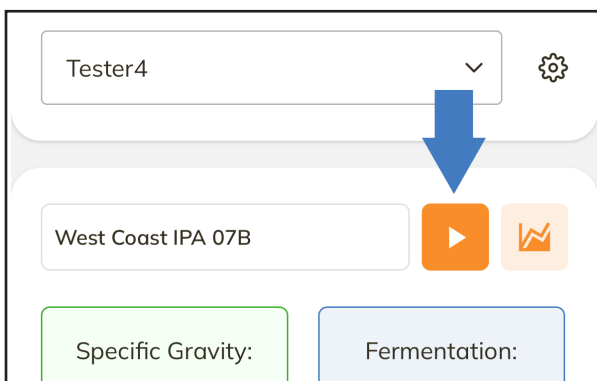 Tester4
West Coast IPA 07B
Specific Gravity:
Fermentation: